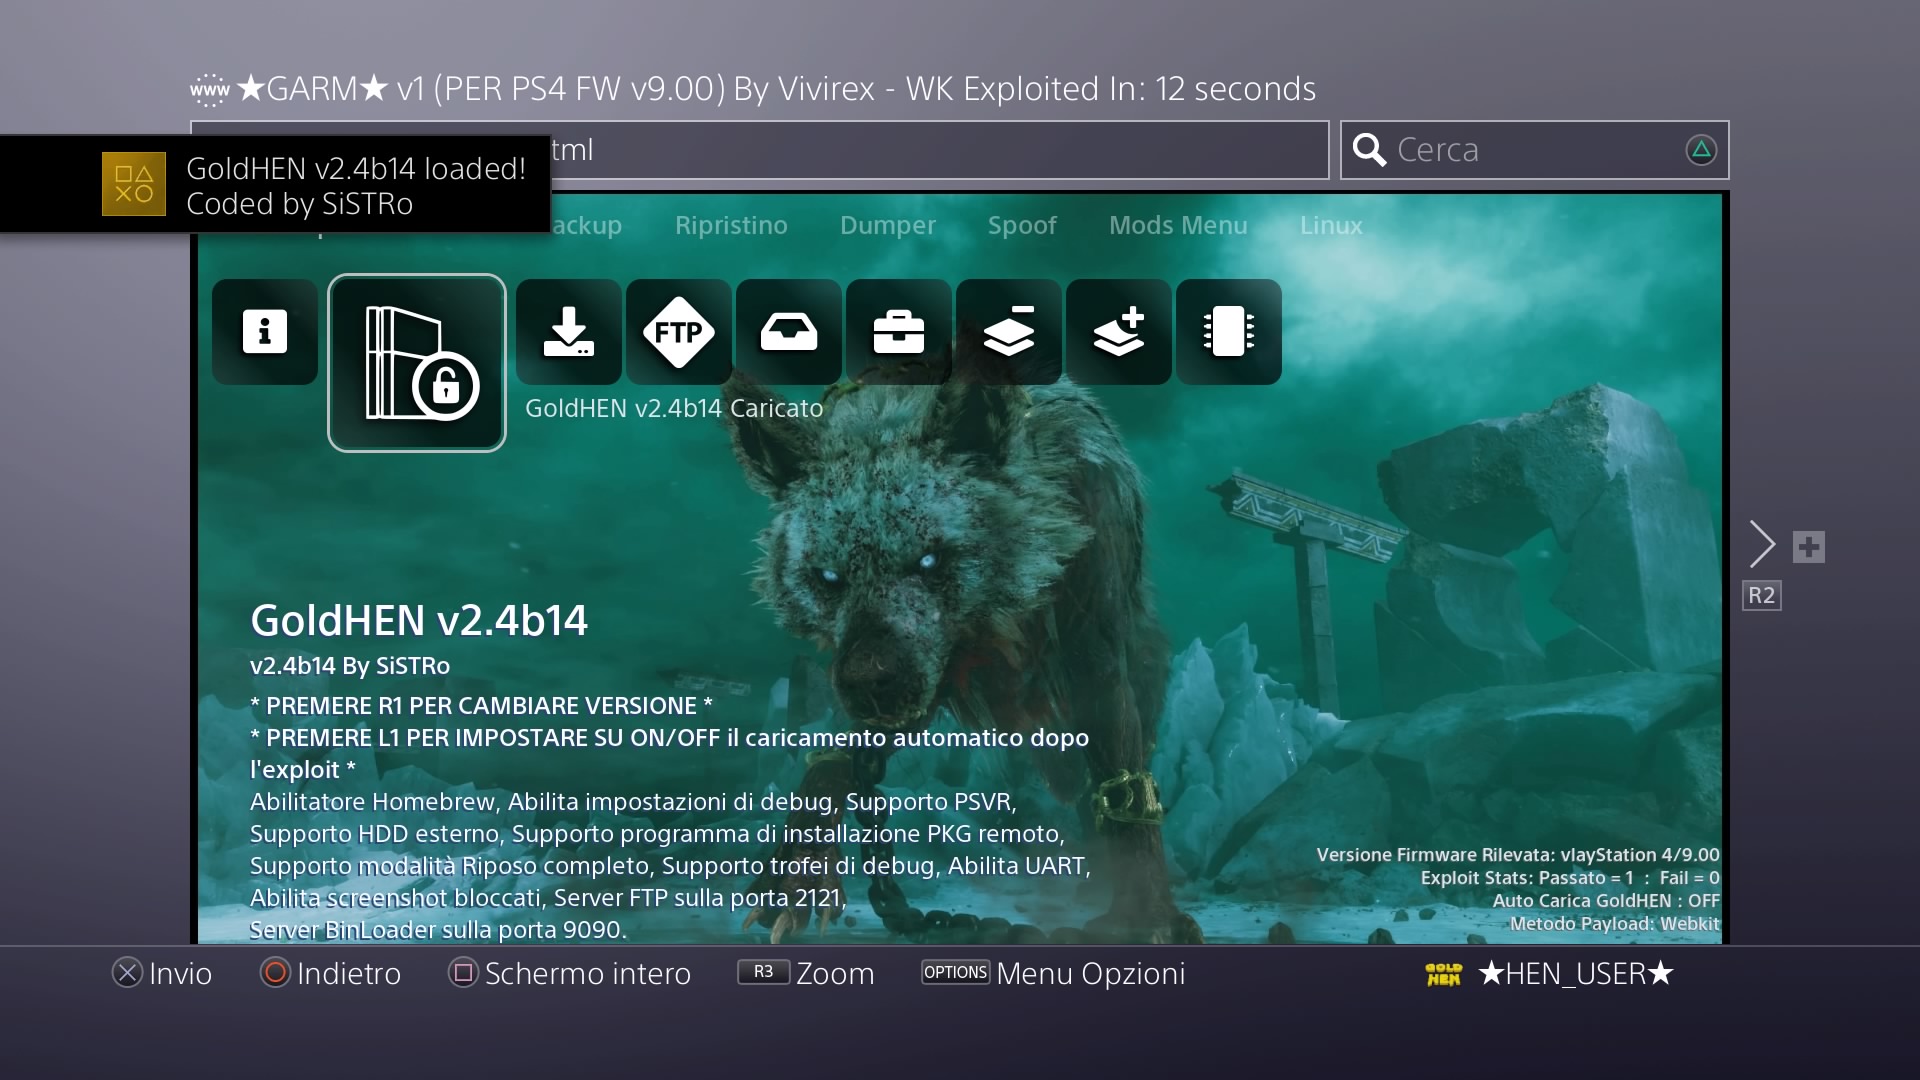 www ★GARM★ v1 (PER PS4 FW v9.00) By Vivirex - WK Exploited In: 12 seconds
tml
Cerca
GoldHEN v2.4b14 loaded!
Coded by SiSTRo
ackup Ripristino Dumper Spoof Mods Menu Linux
FTP
GoldHEN v2.4b14 Caricato
R2
GoldHEN v2.4b14
v2.4b14 By SiSTRo
* PREMERE R1 PER CAMBIARE VERSIONE *
* PREMERE L1 PER IMPOSTARE SU ON/OFF il caricamento automatico dopo
l'exploit *
Abilitatore Homebrew, Abilita impostazioni di debug, Supporto PSVR,
Supporto HDD esterno, Supporto programma di installazione PKG remoto,
Supporto modalità Riposo completo, Supporto trofei di debug, Abilita UART,
Abilita screenshot bloccati, Server FTP sulla porta 2121,
Server BinLoader sulla porta 9090.
Versione Firmware Rilevata: vlayStation 4/9.00
Exploit Stats: Passato = 1 : Fail = 0
Auto Carica GoldHEN : OFF
Metodo Payload: Webkit
Invio Indietro Schermo intero R3 Zoom OPTIONS Menu Opzioni GOLD HEN ★HEN_USER★